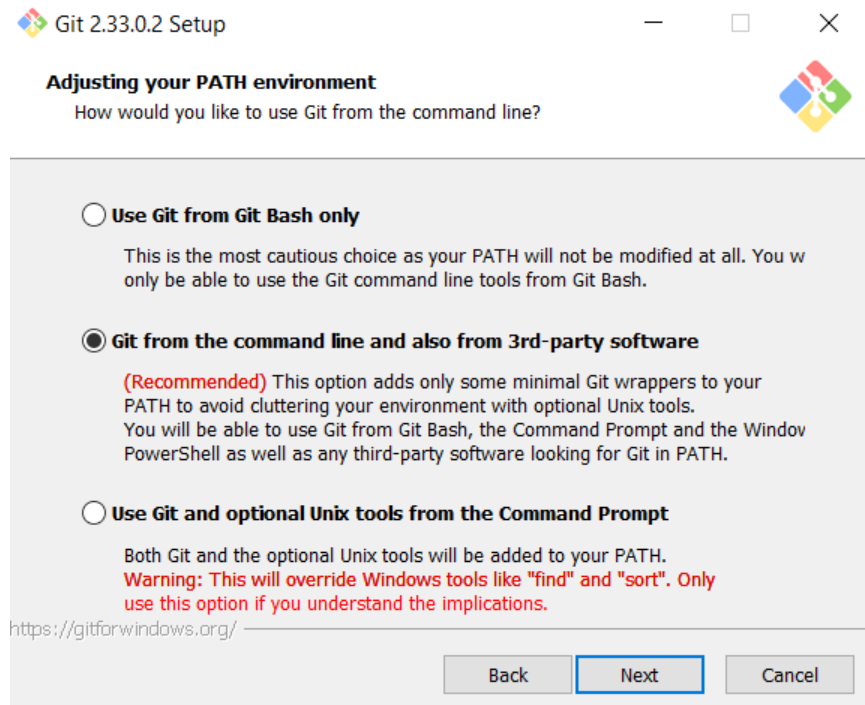 Git 2.33.0.2 Setup
Adjusting your PATH environment
How would you like to use Git from the command line?
Use Git from Git Bash only
This is the most cautious choice as your PATH will not be modified at all. You w
only be able to use the Git command line tools from Git Bash.
Git from the command line and also from 3rd-party software
(Recommended) This option adds only some minimal Git wrappers to your
PATH to avoid cluttering your environment with optional Unix tools.
You will be able to use Git from Git Bash, the Command Prompt and the Window
PowerShell as well as any third-party software looking for Git in PATH.
Use Git and optional Unix tools from the Command Prompt
Both Git and the optional Unix tools will be added to your PATH.
Warning: This will override Windows tools like "find" and "sort". Only
use this option if you understand the implications.
https://gitforwindows.org/
Back Next Cancel